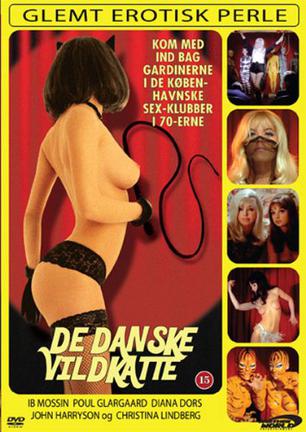 GLEMT EROTISK PERLE
KOM MED
IND BAG
GARDINERNE
I DE KØBEN-
HAVNSKE
SEX-KLUBBER
I 70-ERNE
DE DANSKE
VILDKATTE
15
IB MOSSIN POUL GLARGAARD DIANA DORS
JOHN HARRYSON og CHRISTINA LINDBERG
DVD
WORLD